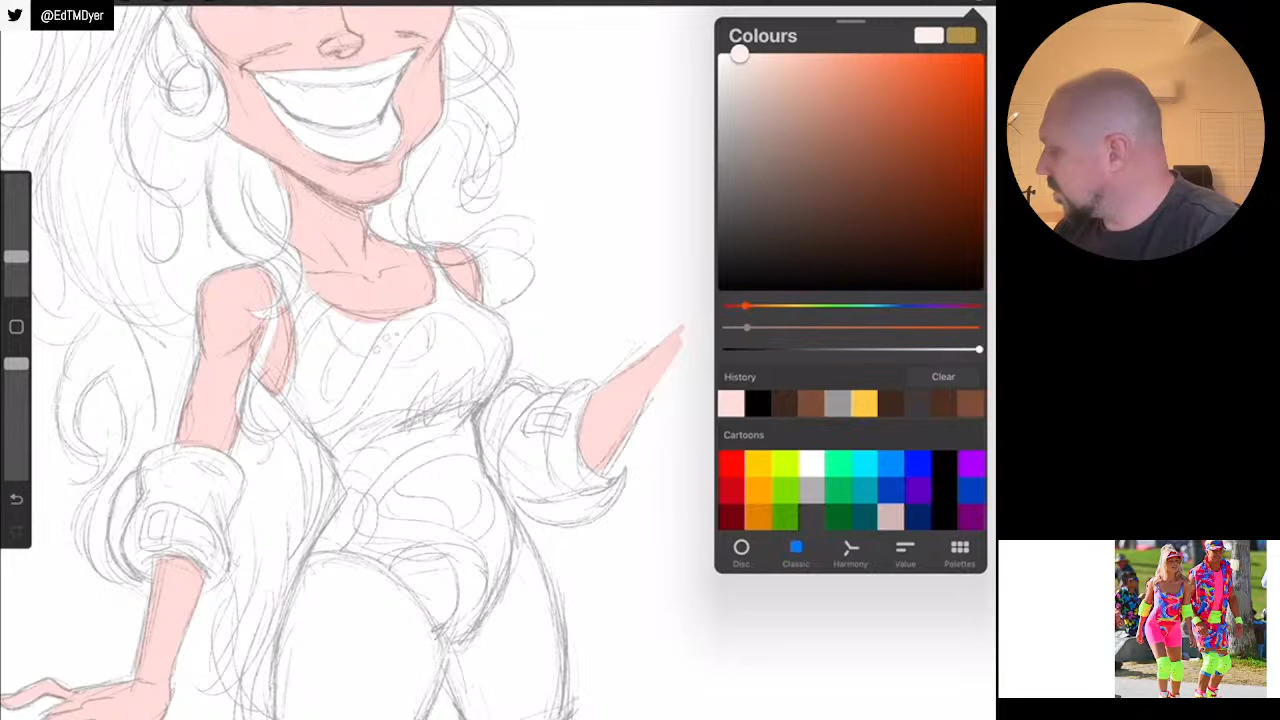 @EdTMDyer
Colours
History
Clear
Cartoons
Disc
Classic
Harmony
Value
Palettes